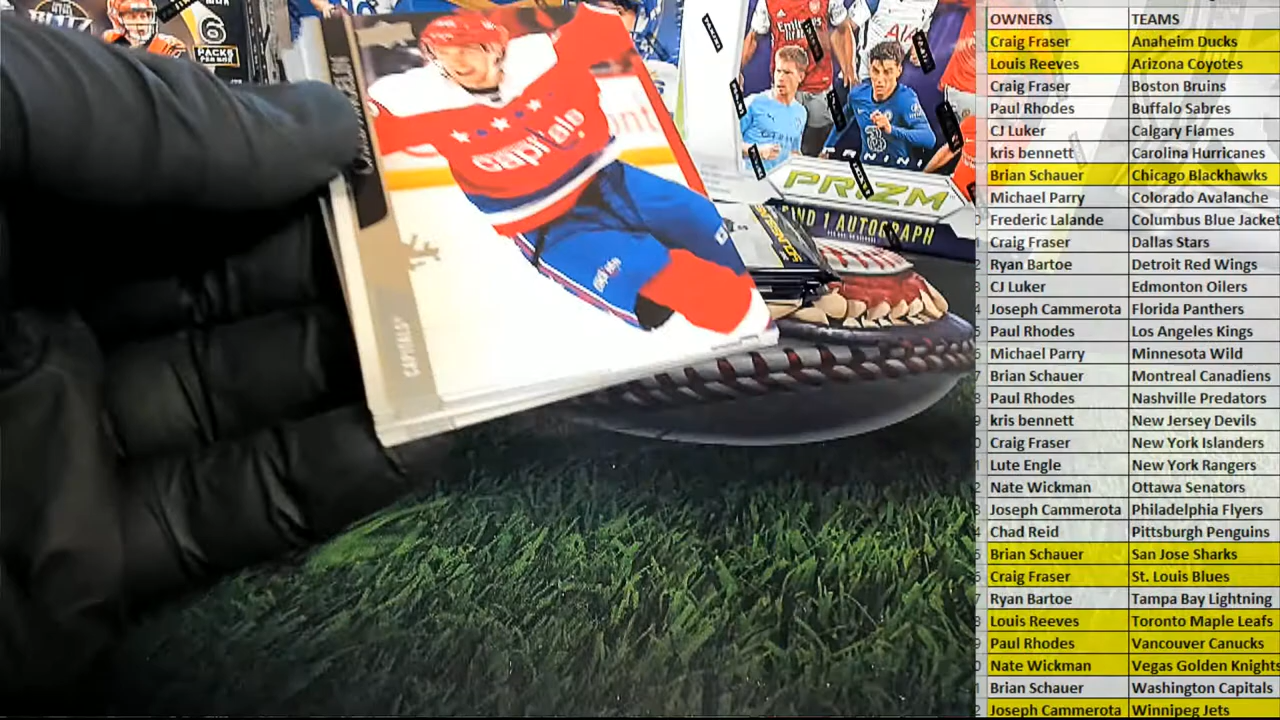 OWNERS TEAMS
Craig Fraser Anaheim Ducks
Louis Reeves Arizona Coyotes
Craig Fraser Boston Bruins
Paul Rhodes Buffalo Sabres
CJ Luker Calgary Flames
kris bennett Carolina Hurricanes
Brian Schauer Chicago Blackhawks
Michael Parry Colorado Avalanche
Frederic Lalande Columbus Blue Jacket
Craig Fraser Dallas Stars
Ryan Bartoe Detroit Red Wings
CJ Luker Edmonton Oilers
Joseph Cammerota Florida Panthers
Paul Rhodes Los Angeles Kings
Michael Parry Minnesota Wild
Brian Schauer Montreal Canadiens
Paul Rhodes Nashville Predators
kris bennett New Jersey Devils
Craig Fraser New York Islanders
Lute Engle New York Rangers
Nate Wickman Ottawa Senators
Joseph Cammerota Philadelphia Flyers
Chad Reid Pittsburgh Penguins
Brian Schauer San Jose Sharks
Craig Fraser St. Louis Blues
Ryan Bartoe Tampa Bay Lightning
Louis Reeves Toronto Maple Leafs
Paul Rhodes Vancouver Canucks
Nate Wickman Vegas Golden Knights
Brian Schauer Washington Capitals
Joseph Cammerota Winnipeg Jets
BLITZ
6
PACKS
capitals
CAPITALS
Emirates
3
PANINI
PRIZM
FIND 1 AUTOGRAPH